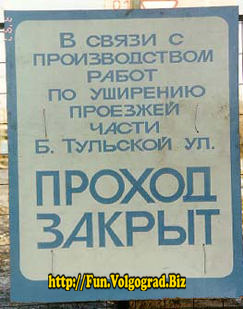 В СВЯЗИ С
ПРОИЗВОДСТВОМ
РАБОТ
ПО УШИРЕНИЮ
ПРОЕЗЖЕЙ
ЧАСТИ
Б. ТУЛЬСКОЙ УЛ.
ПРОХОД
ЗАКРЫТ
http://Fun.Volgograd.Biz